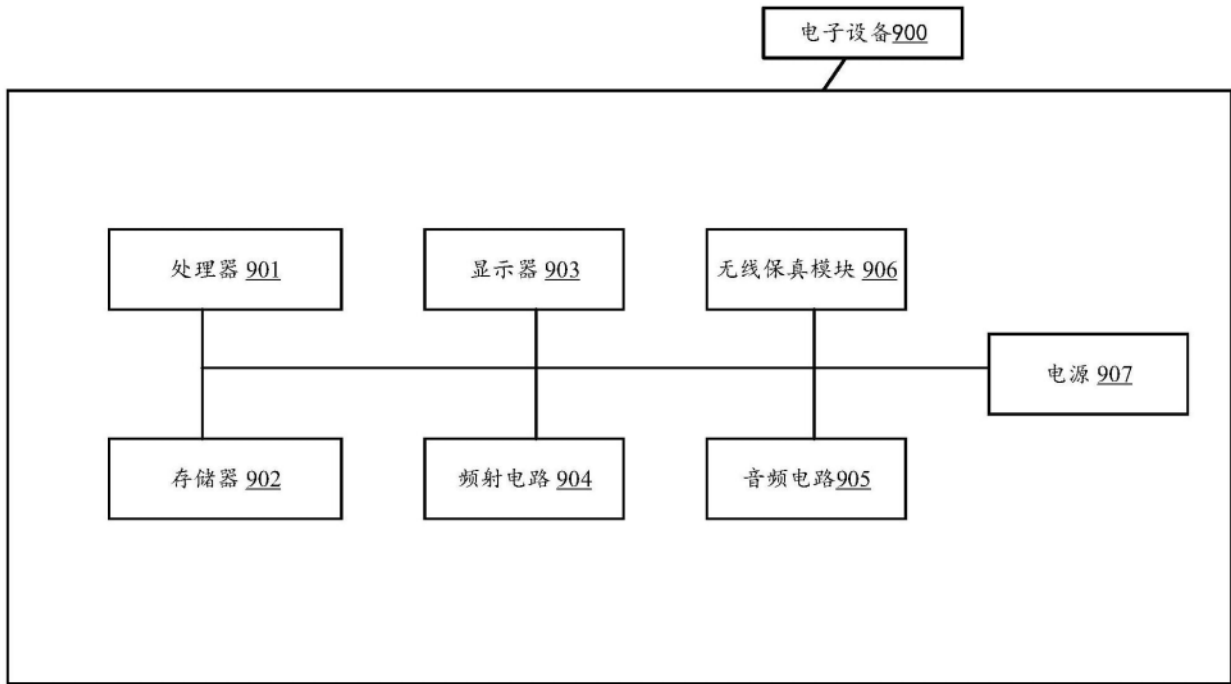 电子设备900
处理器 901
显示器 903
无线保真模块 906
电源 907
存储器 902
频射电路 904
音频电路905